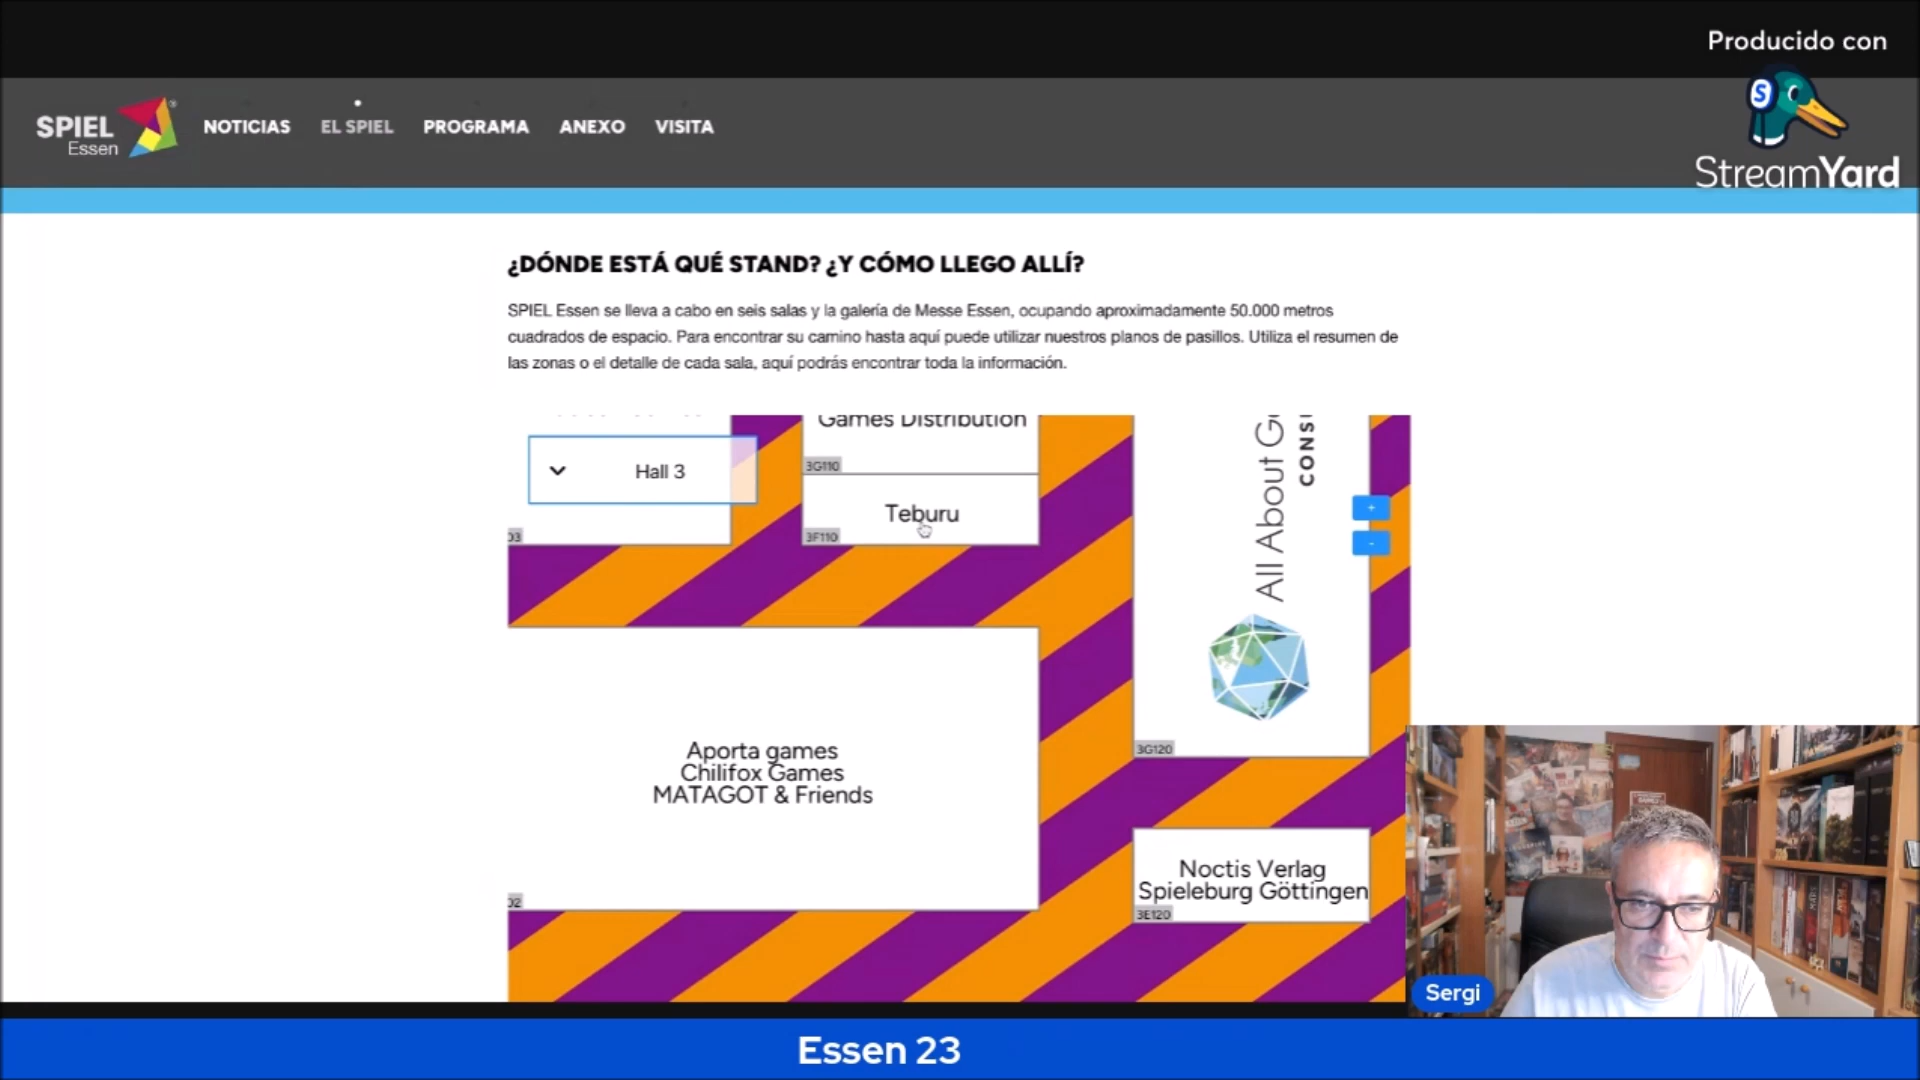 Producido con
StreamYard
SPIEL
Essen
NOTICIAS
EL SPIEL
PROGRAMA
ANEXO
VISITA
¿DÓNDE ESTÁ QUÉ STAND? ¿Y CÓMO LLEGO ALLÍ?
SPIEL Essen se lleva a cabo en seis salas y la galería de Messe Essen, ocupando aproximadamente 50.000 metros
cuadrados de espacio. Para encontrar su camino hasta aquí puede utilizar nuestros planos de pasillos. Utiliza el resumen de
las zonas o el detalle de cada sala, aquí podrás encontrar toda la información.
Hall 3
Games Distribution
3G110
Teburu
3F110
03
All About G
CONS
+
-
3G120
Aporta games
Chilifox Games
MATAGOT & Friends
02
Noctis Verlag
Spieleburg Göttingen
3E120
Sergi
Essen 23